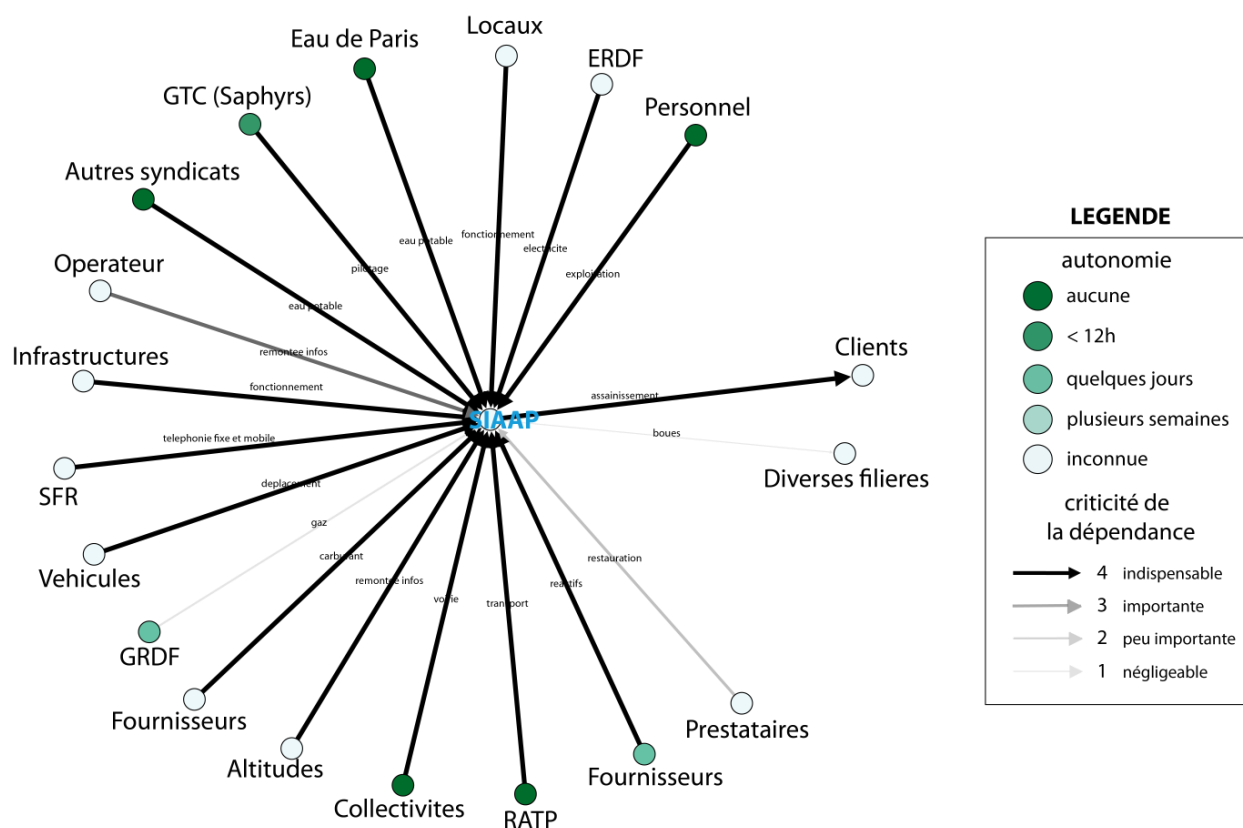 Locaux
Eau de Paris
ERDF
GTC (Saphyrs)
Personnel
Autres syndicats
Operateur
Infrastructures
SFR
Vehicules
GRDF
Fournisseurs
Altitudes
Collectivites
RATP
Fournisseurs
Prestataires
Diverses filieres
Clients
SIAAP
fonctionnement
eau potable
electricite
pilotage
exploitation
eau potable
remontee infos
fonctionnement
telephonie fixe et mobile
deplacement
gaz
carburant
remontee infos
voirie
transport
reactifs
restauration
boues
assainissement
LEGENDE
autonomie
aucune
< 12h
quelques jours
plusieurs semaines
inconnue
criticité de
la dépendance
4 indispensable
3 importante
2 peu importante
1 négligeable